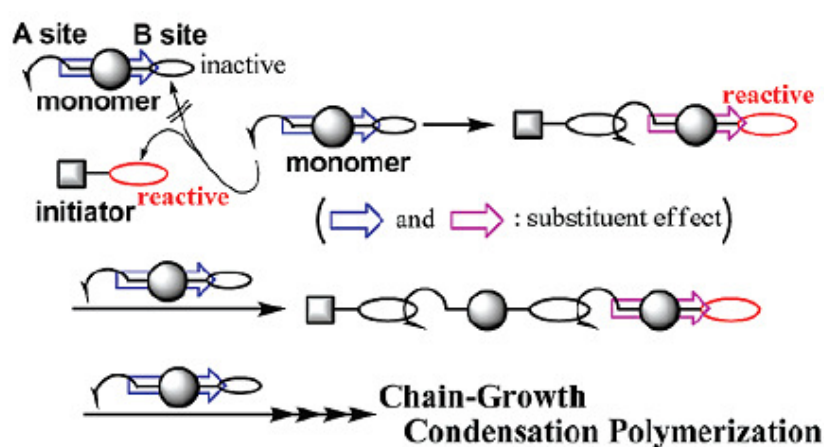 A site B site
inactive
monomer
reactive
monomer
reactive
initiator
( and : substituent effect)
Chain-Growth
Condensation Polymerization